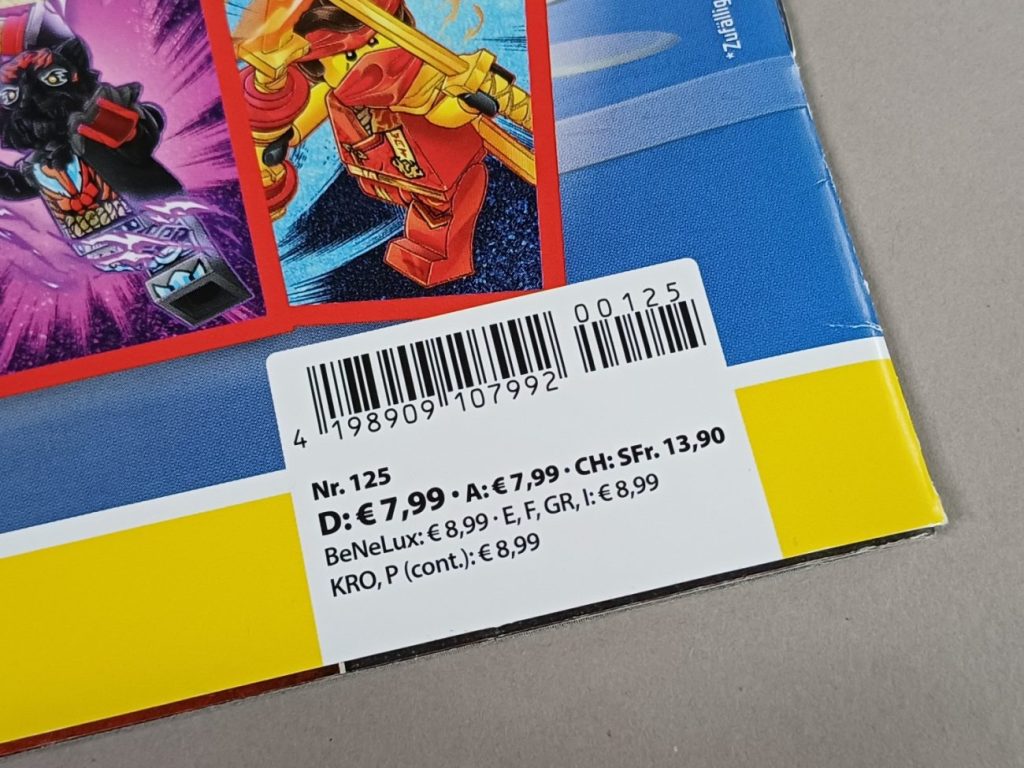 *Zufällig
00125
4 198909 107992
Nr. 125
D: € 7,99 · A: € 7,99 · CH: SFr. 13,90
BeNeLux: € 8,99 · E, F, GR, I: € 8,99
KRO, P (cont.): € 8,99